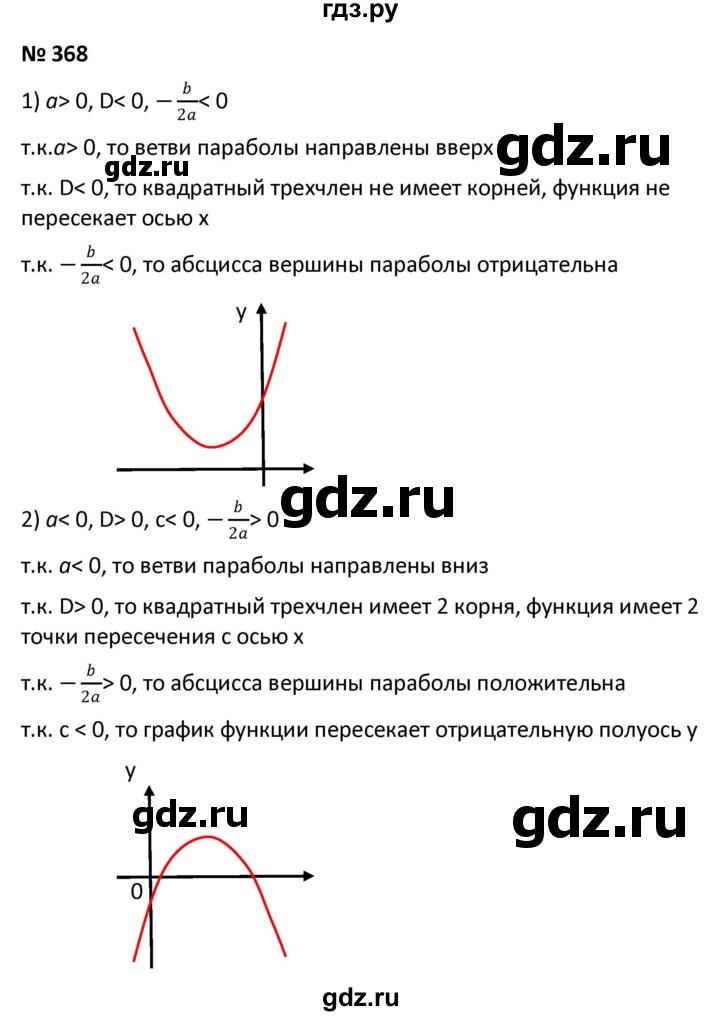 гдз.ру
№ 368
1) a> 0, D< 0, −b/2a< 0
т.к.a> 0, то ветви параболы направлены вверх
gdz.ru
gdz.ru
т.к. D< 0, то квадратный трехчлен не имеет корней, функция не
пересекает осью х
т.к. −b/2a< 0, то абсцисса вершины параболы отрицательна
у
gdz.ru
2) a< 0, D> 0, c< 0, −b/2a> 0
т.к. a< 0, то ветви параболы направлены вниз
т.к. D> 0, то квадратный трехчлен имеет 2 корня, функция имеет 2
точки пересечения с осью х
т.к. −b/2a> 0, то абсцисса вершины параболы положительна
т.к. с < 0, то график функции пересекает отрицательную полуось у
у
gdz.ru
gdz.ru
0
gdz.ru